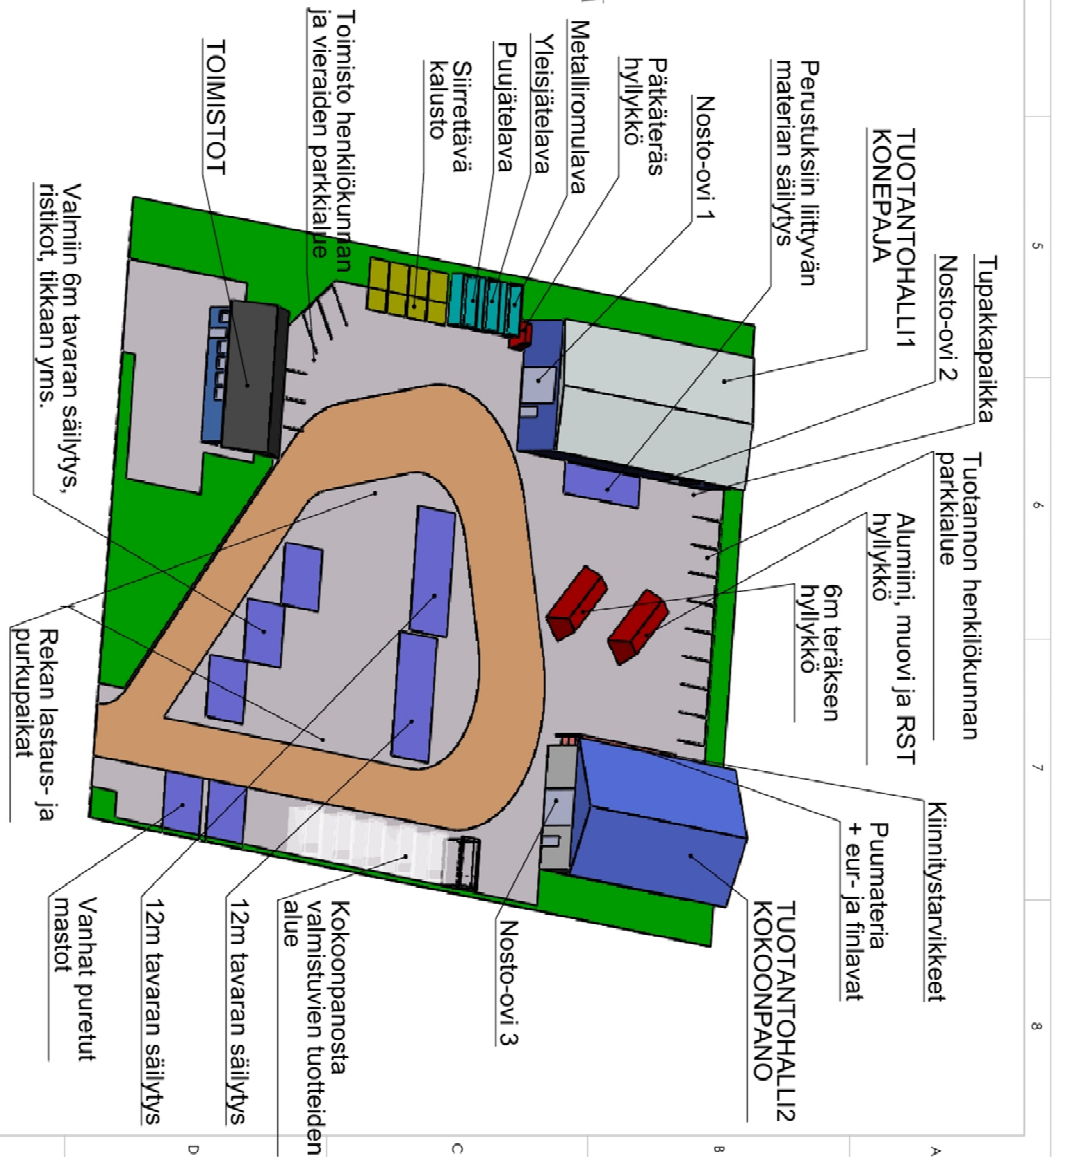 5
6
7
8
A
B
C
D
Tupakkapaikka
Nosto-ovi 2
TUOTANTOHALLI1
KONEPAJA
Perustuksiin liittyvän
materian säilytys
Nosto-ovi 1
Pätkäteräs
hyllykkö
Metalliromulava
Yleisjätelava
Puujätelava
Siirrettävä
kalusto
Toimisto henkilökunnan
ja vieraiden parkkialue
TOIMISTOT
Valmiin 6m tavaran säilytys,
ristikot, tikkaan yms.
Rekan lastaus- ja
purkupaikat
Tuotannon henkilökunnan
parkkialue
Alumiini, muovi ja RST
hyllykkö
6m teräksen
hyllykkö
Kiinnitystarvikkeet
Puumateria
+ eur- ja finlavat
TUOTANTOHALLI2
KOKOONPANO
Nosto-ovi 3
Kokoonpanosta
valmistuvien tuotteiden
alue
12m tavaran säilytys
12m tavaran säilytys
Vanhat puretut
mastot